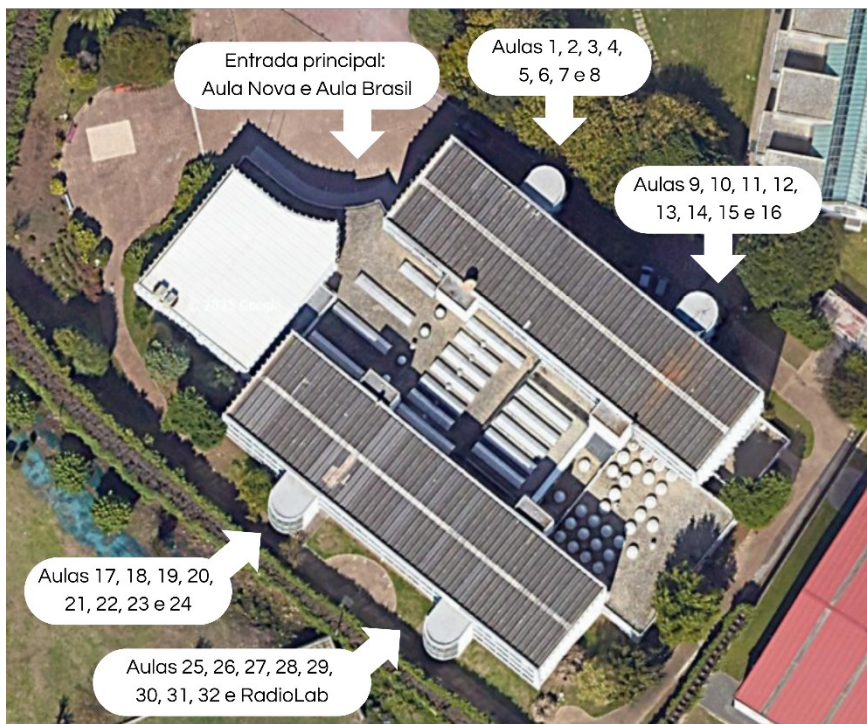 Entrada principal:
Aula Nova e Aula Brasil
Aulas 1, 2, 3, 4,
5, 6, 7 e 8
Aulas 9, 10, 11, 12,
13, 14, 15 e 16
© 2025 Google
Aulas 17, 18, 19, 20,
21, 22, 23 e 24
Aulas 25, 26, 27, 28, 29,
30, 31, 32 e RadioLab